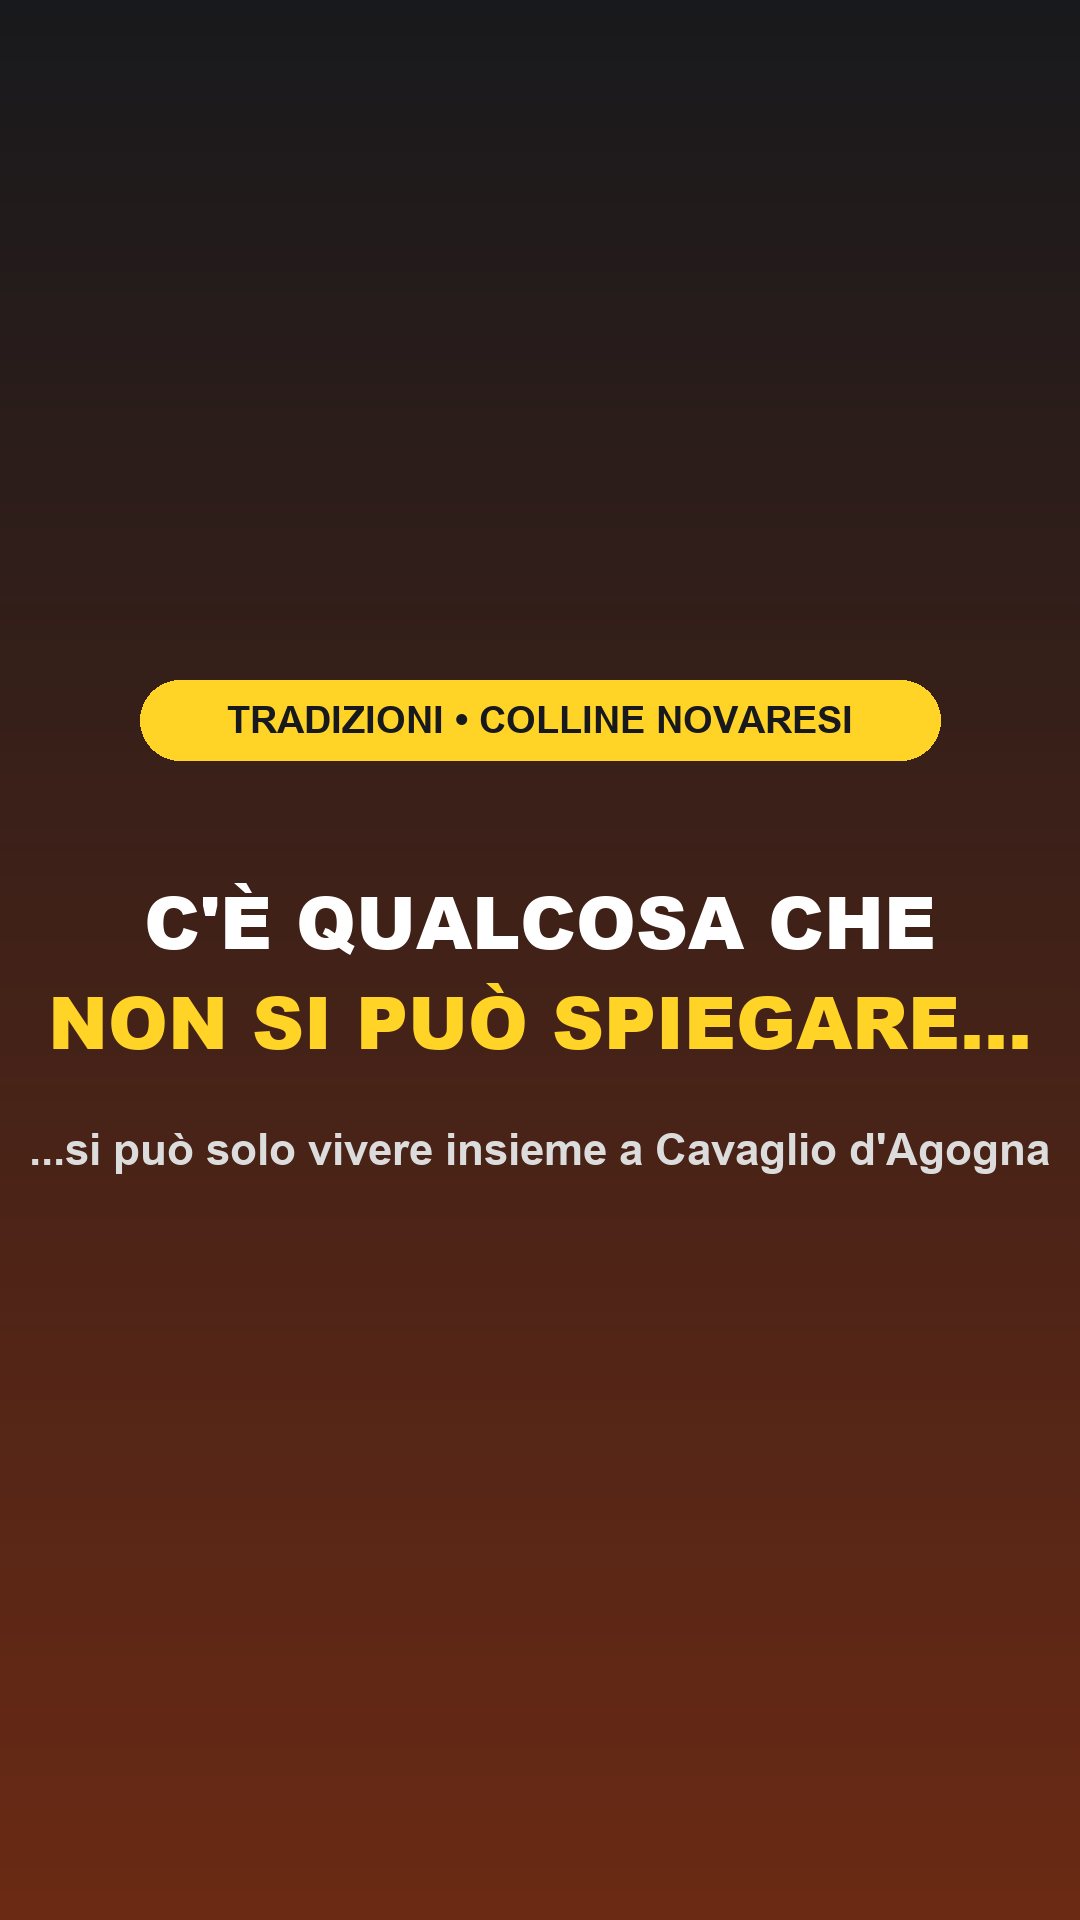 TRADIZIONI • COLLINE NOVARESI
C'È QUALCOSA CHE
NON SI PUÒ SPIEGARE...
...si può solo vivere insieme a Cavaglio d'Agogna